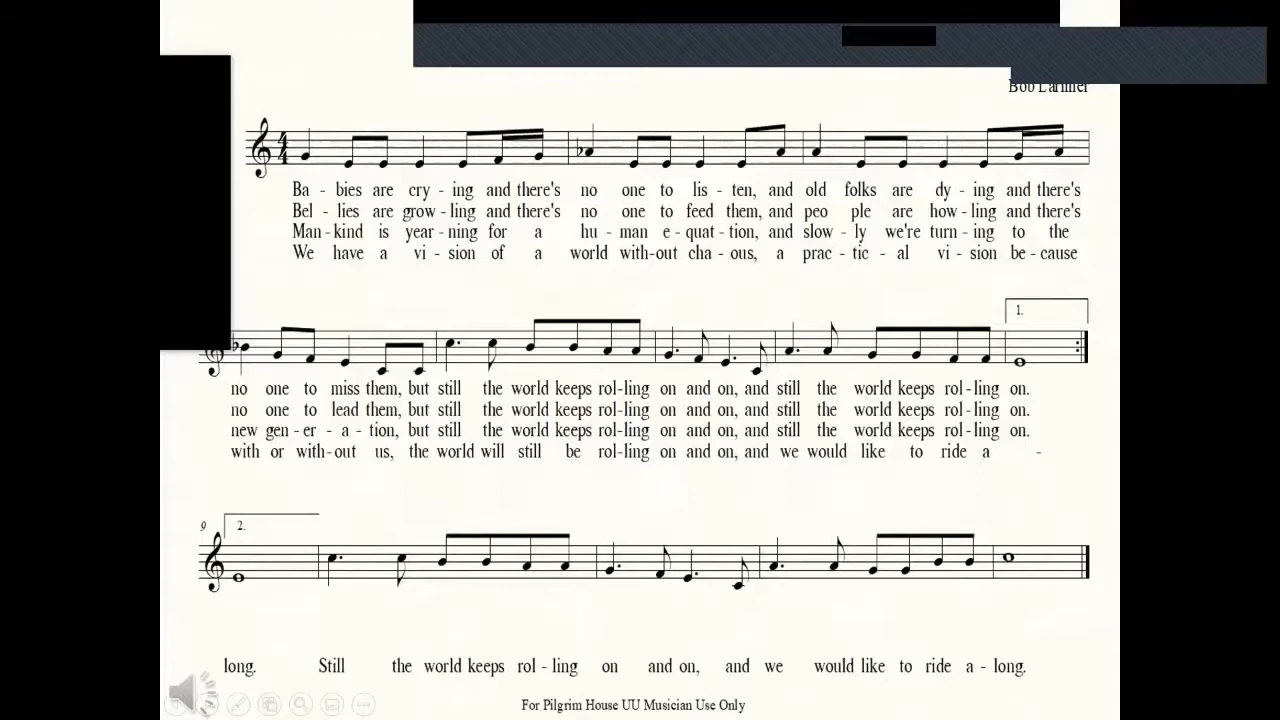 Bob Larimer
Ba - bies are cry - ing and there's no one to lis - ten, and old folks are dy - ing and there's
Bel - lies are grow - ling and there's no one to feed them, and peo ple are how - ling and there's
Man - kind is year - ning for a hu - man e - quat - tion, and slow - ly we're turn - ing to the
We have a vi - sion of a world with-out cha - ous, a prac - tic - al vi - sion be - cause
1.
no one to miss them, but still the world keeps rol - ling on and on, and still the world keeps rol - ling on.
no one to lead them, but still the world keeps rol - ling on and on, and still the world keeps rol - ling on.
new gen - er - a - tion, but still the world keeps rol - ling on and on, and still the world keeps rol - ling on.
with or with-out us, the world will still be rol - ling on and on, and we would like to ride a -
9 2.
long. Still the world keeps rol - ling on and on, and we would like to ride a - long.
For Pilgrim House UU Musician Use Only